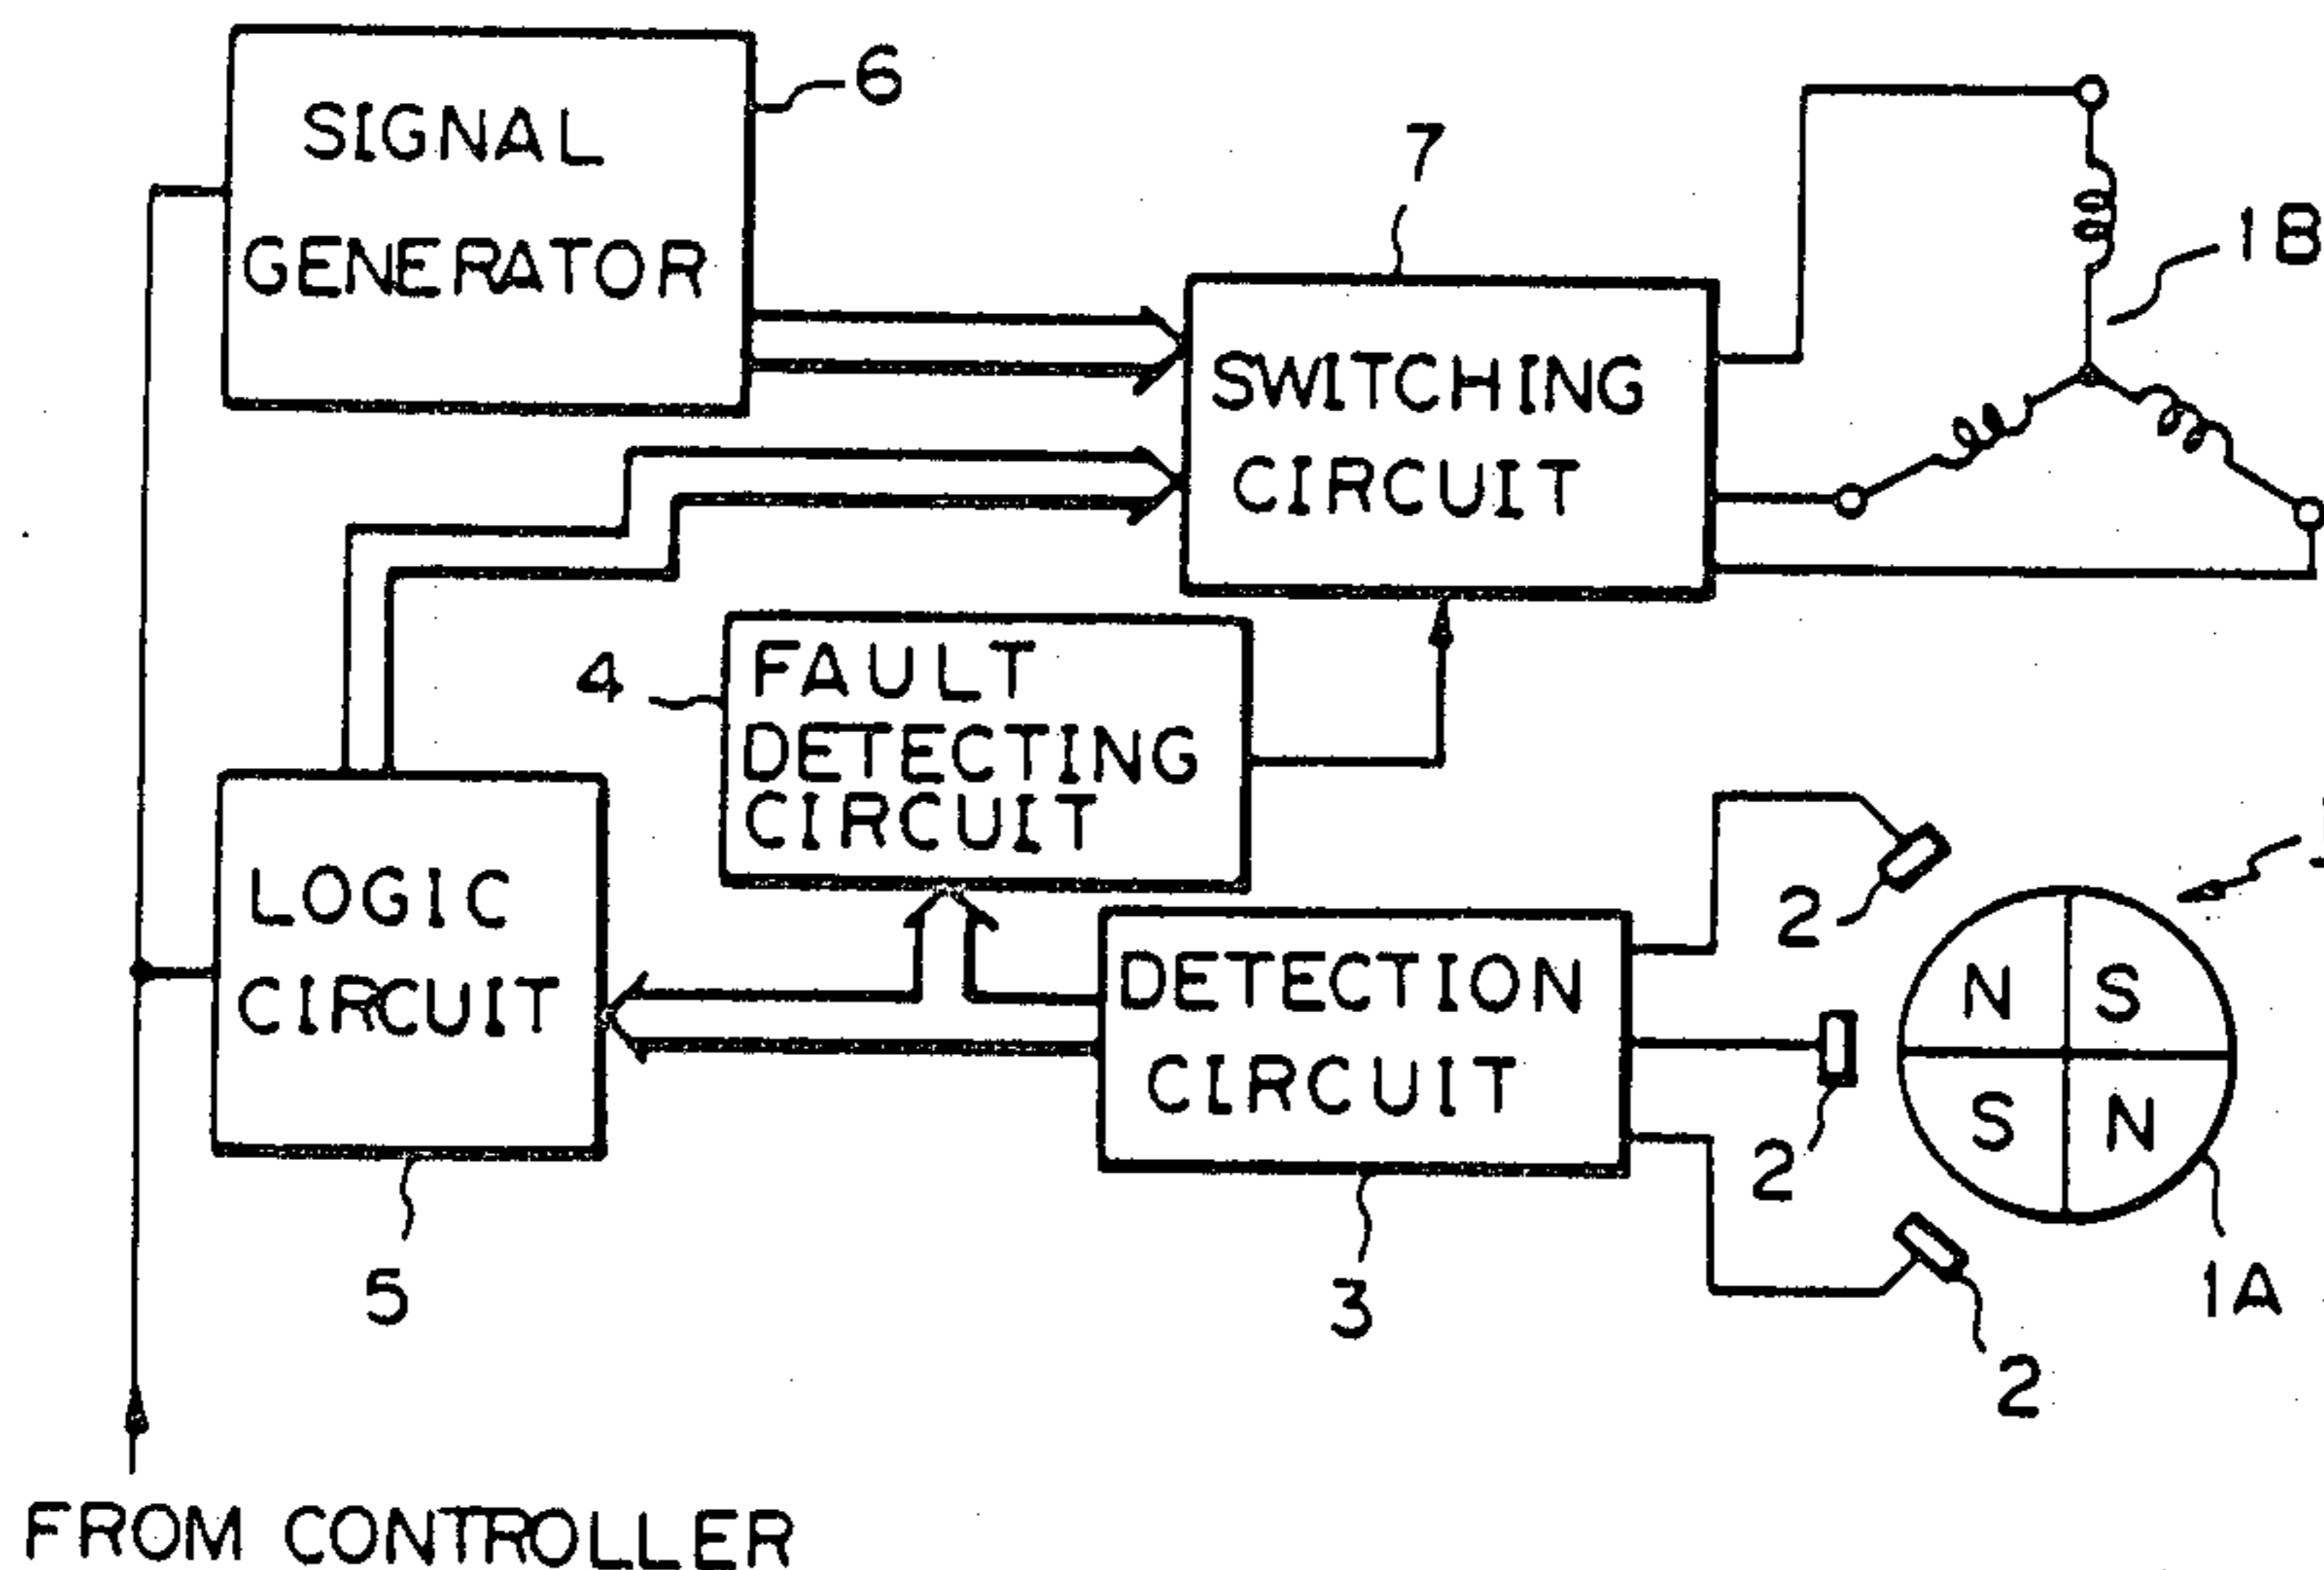 SIGNAL
GENERATOR
6
7
18
SWITCHING
CIRCUIT
4
FAULT
DETECTING
CIRCUIT
LOGIC
CIRCUIT
5
DETECTION
CIRCUIT
3
2
2
2
N S
S N
1A
FROM CONTROLLER